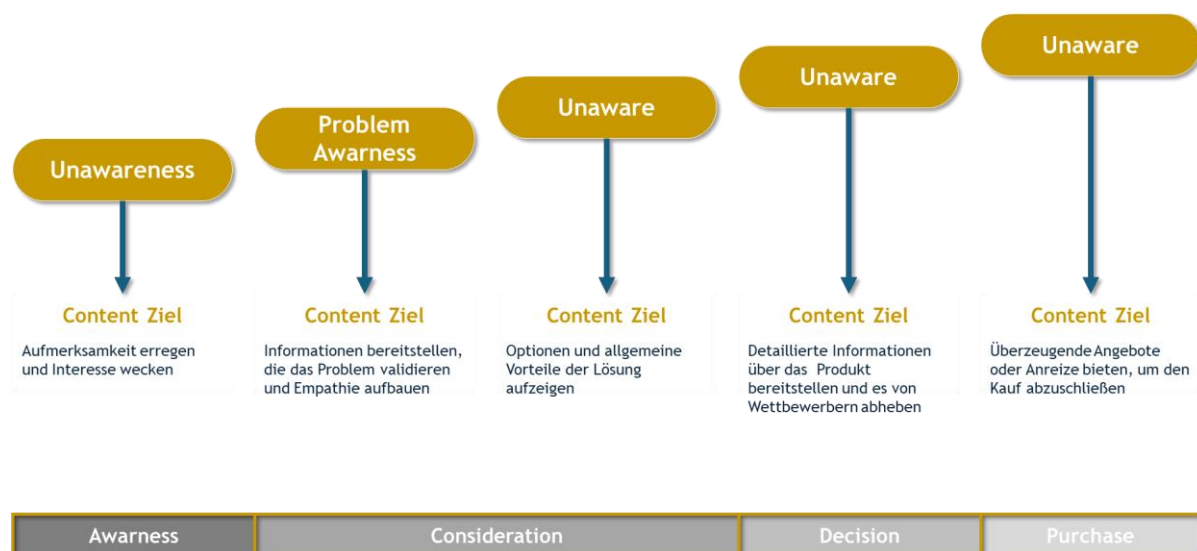 Unawareness
Problem
Awarness
Unaware
Unaware
Unaware
Content Ziel
Aufmerksamkeit erregen
und Interesse wecken
Content Ziel
Informationen bereitstellen,
die das Problem validieren
und Empathie aufbauen
Content Ziel
Optionen und allgemeine
Vorteile der Lösung
aufzeigen
Content Ziel
Detaillierte Informationen
über das Produkt
bereitstellen und es von
Wettbewerbern abheben
Content Ziel
Überzeugende Angebote
oder Anreize bieten, um den
Kauf abzuschließen
Awarness
Consideration
Decision
Purchase